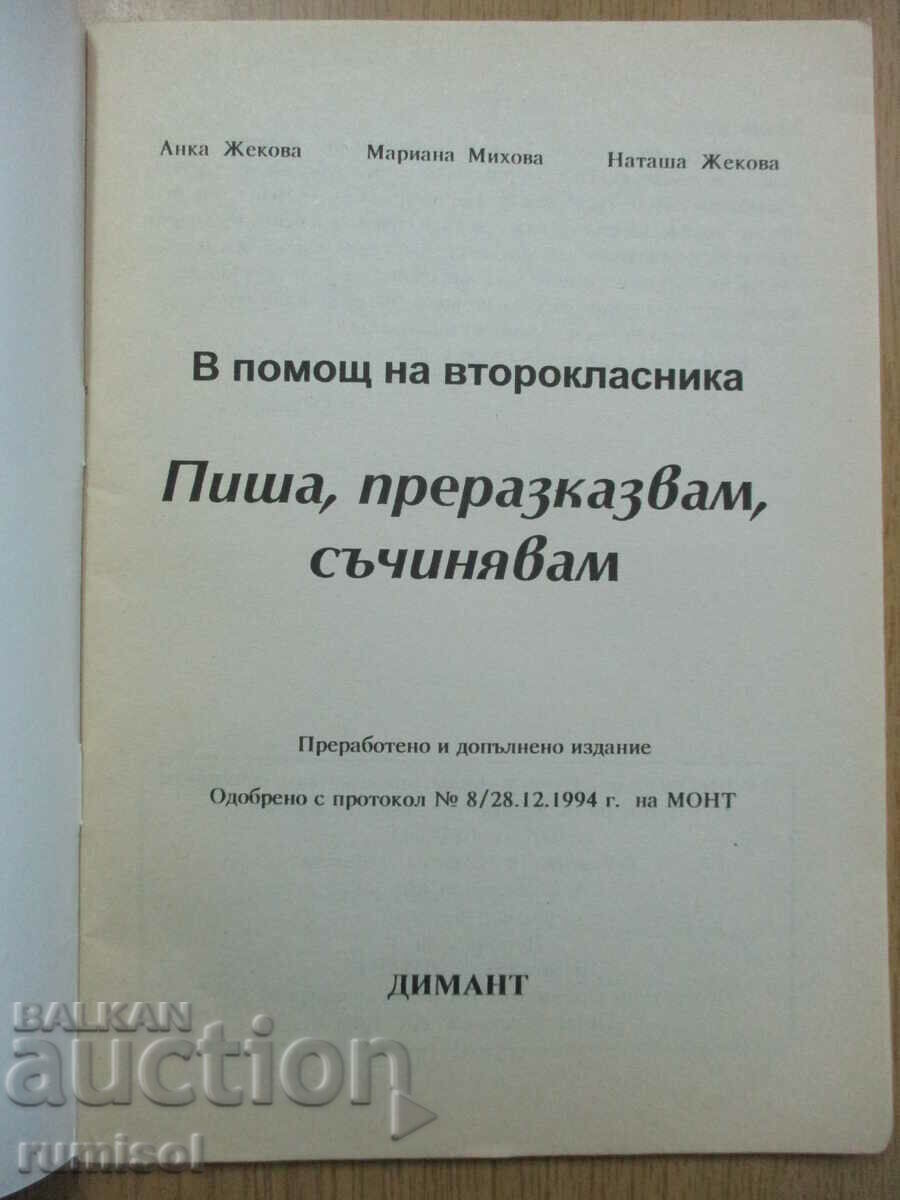 Анка Жекова Мариана Михова Наташа Жекова
В помощ на второкласника
Пиша, преразказвам,
съчинявам
Преработено и допълнено издание
Одобрено с протокол № 8/28.12.1994 г. на МОНТ
ДИМАНТ
BALKAN
auction
rumisol